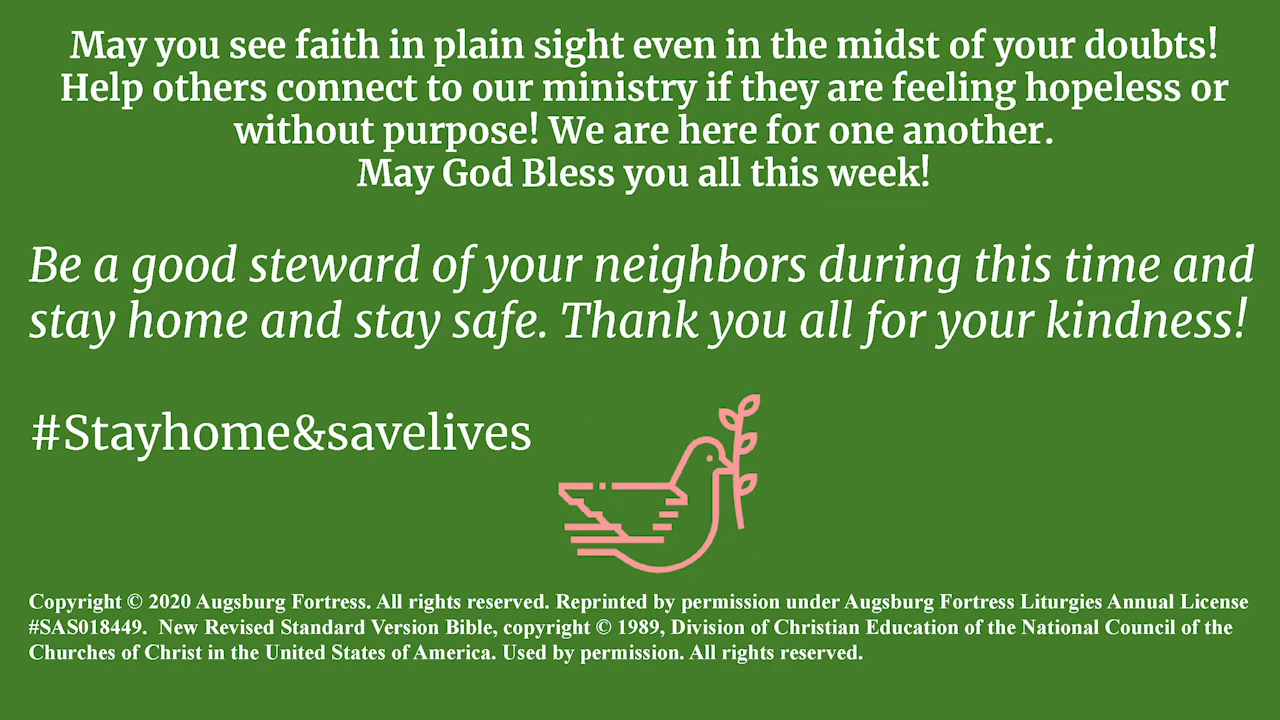 May you see faith in plain sight even in the midst of your doubts!
Help others connect to our ministry if they are feeling hopeless or
without purpose! We are here for one another.
May God Bless you all this week!
Be a good steward of your neighbors during this time and
stay home and stay safe. Thank you all for your kindness!
#Stayhome&savelives
Copyright © 2020 Augsburg Fortress. All rights reserved. Reprinted by permission under Augsburg Fortress Liturgies Annual License
#SAS018449.  New Revised Standard Version Bible, copyright © 1989, Division of Christian Education of the National Council of the
Churches of Christ in the United States of America. Used by permission. All rights reserved.